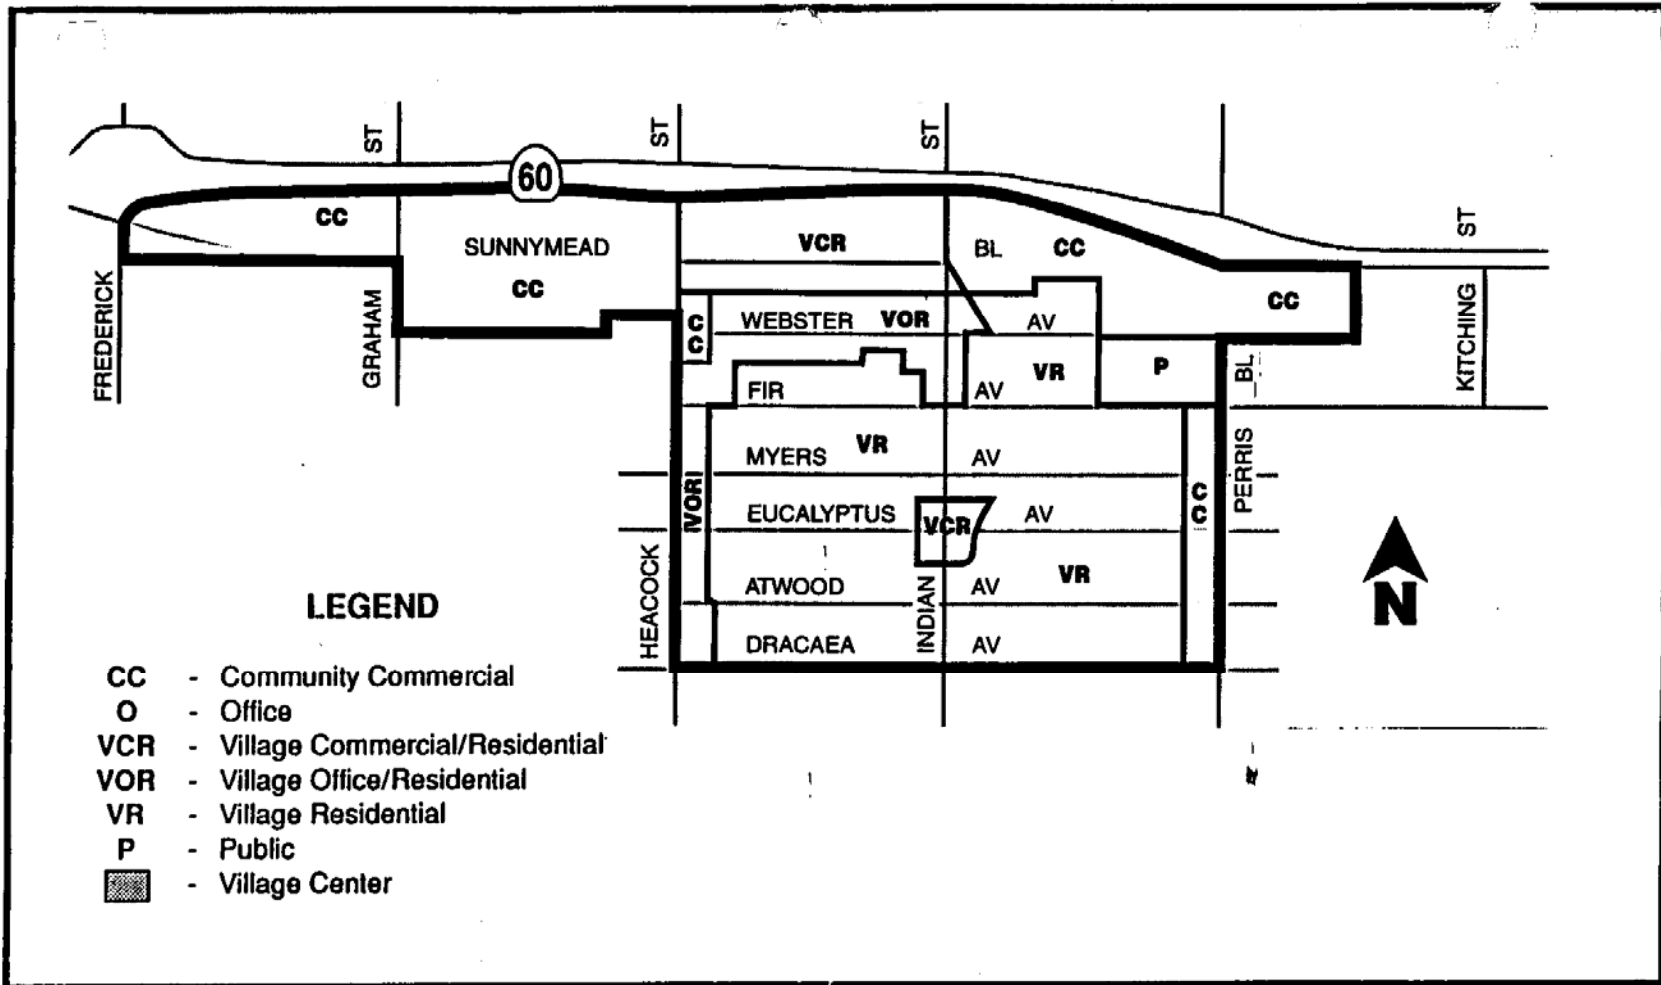 ST
ST
ST
60
CC
SUNNYMEAD
VCR
BL
CC
ST
CC
CC
FREDERICK
GRAHAM
C
C
WEBSTER
VOR
AV
KITCHING
FIR
AV
VR
P
BL
MYERS
VR
AV
PERRIS
VOR
EUCALYPTUS
VCR
AV
C
C
HEACOCK
ATWOOD
INDIAN
AV
VR
DRACAEA
AV
N
LEGEND
CC - Community Commercial
O - Office
VCR - Village Commercial/Residential
VOR - Village Office/Residential
VR - Village Residential
P - Public
- Village Center